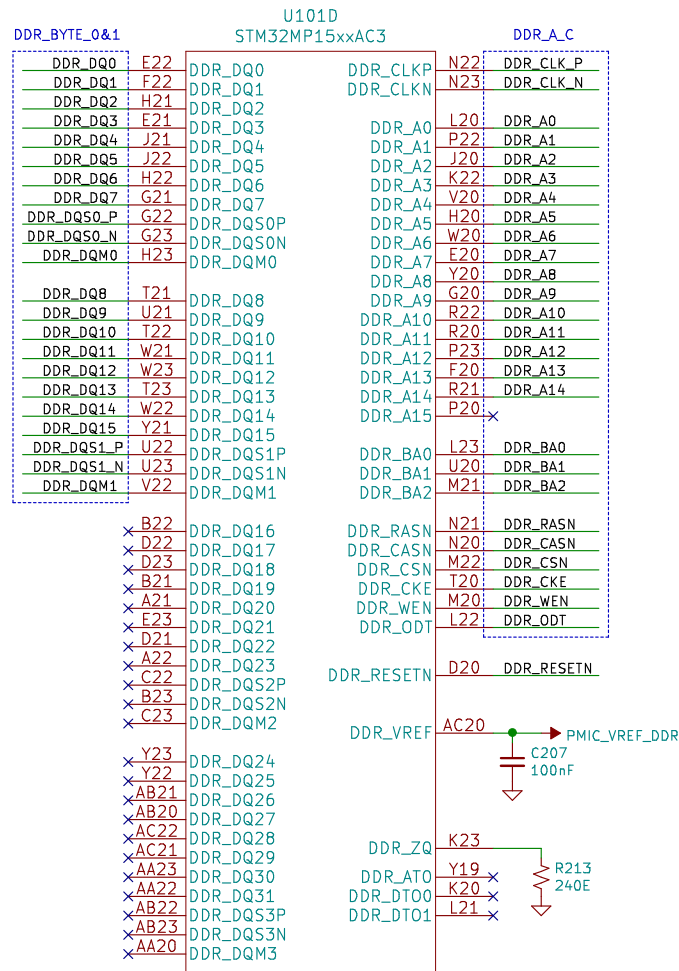 U101D
STM32MP15xxAC3
DDR_BYTE_0&1
DDR_A_C
DDR_DQ0 E22 DDR_DQ0
DDR_DQ1 F22 DDR_DQ1
DDR_DQ2 H21 DDR_DQ2
DDR_DQ3 E21 DDR_DQ3
DDR_DQ4 J21 DDR_DQ4
DDR_DQ5 J22 DDR_DQ5
DDR_DQ6 H22 DDR_DQ6
DDR_DQ7 G21 DDR_DQ7
DDR_DQS0_P G22 DDR_DQS0P
DDR_DQS0_N G23 DDR_DQS0N
DDR_DQM0 H23 DDR_DQM0
DDR_DQ8 T21 DDR_DQ8
DDR_DQ9 U21 DDR_DQ9
DDR_DQ10 T22 DDR_DQ10
DDR_DQ11 W21 DDR_DQ11
DDR_DQ12 W23 DDR_DQ12
DDR_DQ13 T23 DDR_DQ13
DDR_DQ14 W22 DDR_DQ14
DDR_DQ15 Y21 DDR_DQ15
DDR_DQS1_P U22 DDR_DQS1P
DDR_DQS1_N U23 DDR_DQS1N
DDR_DQM1 V22 DDR_DQM1
B22 DDR_DQ16
D22 DDR_DQ17
D23 DDR_DQ18
B21 DDR_DQ19
A21 DDR_DQ20
E23 DDR_DQ21
D21 DDR_DQ22
A22 DDR_DQ23
C22 DDR_DQS2P
B23 DDR_DQS2N
C23 DDR_DQM2
Y23 DDR_DQ24
Y22 DDR_DQ25
AB21 DDR_DQ26
AB20 DDR_DQ27
AC22 DDR_DQ28
AC21 DDR_DQ29
AA23 DDR_DQ30
AA22 DDR_DQ31
AB22 DDR_DQS3P
AB23 DDR_DQS3N
AA20 DDR_DQM3
DDR_CLKP N22 DDR_CLK_P
DDR_CLKN N23 DDR_CLK_N
DDR_A0 L20 DDR_A0
DDR_A1 P22 DDR_A1
DDR_A2 J20 DDR_A2
DDR_A3 K22 DDR_A3
DDR_A4 V20 DDR_A4
DDR_A5 H20 DDR_A5
DDR_A6 W20 DDR_A6
DDR_A7 E20 DDR_A7
DDR_A8 Y20 DDR_A8
DDR_A9 G20 DDR_A9
DDR_A10 R22 DDR_A10
DDR_A11 R20 DDR_A11
DDR_A12 P23 DDR_A12
DDR_A13 F20 DDR_A13
DDR_A14 R21 DDR_A14
DDR_A15 P20
DDR_BA0 L23 DDR_BA0
DDR_BA1 U20 DDR_BA1
DDR_BA2 M21 DDR_BA2
DDR_RASN N21 DDR_RASN
DDR_CASN N20 DDR_CASN
DDR_CSN M22 DDR_CSN
DDR_CKE T20 DDR_CKE
DDR_WEN M20 DDR_WEN
DDR_ODT L22 DDR_ODT
DDR_RESETN D20 DDR_RESETN
DDR_VREF AC20 PMIC_VREF_DDR
C207
100nF
DDR_ZQ K23
R213
240E
DDR_ATO Y19
DDR_DTO0 K20
DDR_DTO1 L21